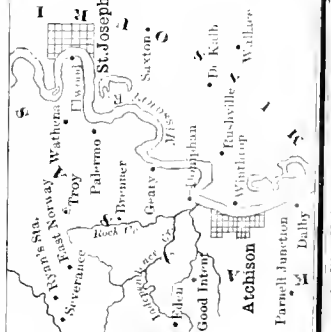 Ryan's Sta.
East Norway
Severance
Troy
Wathena
Elwood
St. Joseph
Palermo
Brenner
Saxton
Geary
Doniphan
Rock Cr.
De Kalb
Wallace
Rushville
Winthrop
Eden
Good Intent
Atchison
Parnell Junction
Dalby